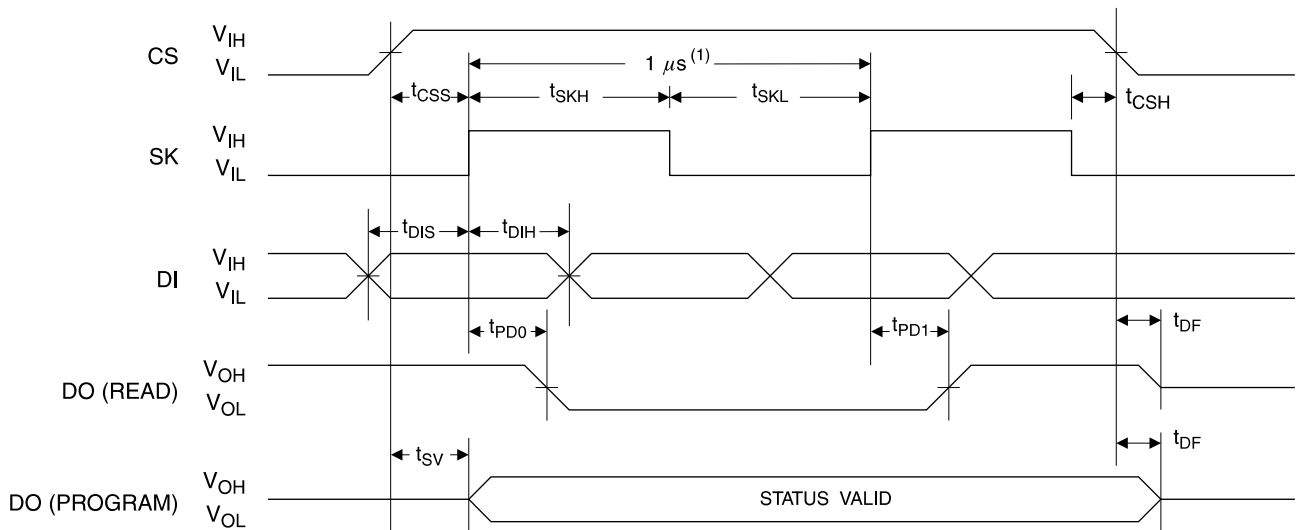 CS V_IH
V_IL
1 μs (1)
t_CSS t_SKH t_SKL t_CSH
SK V_IH
V_IL
t_DIS t_DIH
DI V_IH
V_IL
t_PD0 t_PD1 t_DF
DO (READ) V_OH
V_OL
t_SV t_DF
DO (PROGRAM) V_OH
V_OL
STATUS VALID